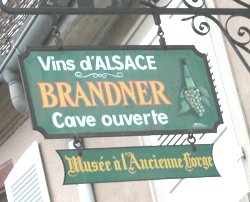 Vins d'ALSACE
BRANDNER
Cave ouverte
Musée à l'Ancienne Forge